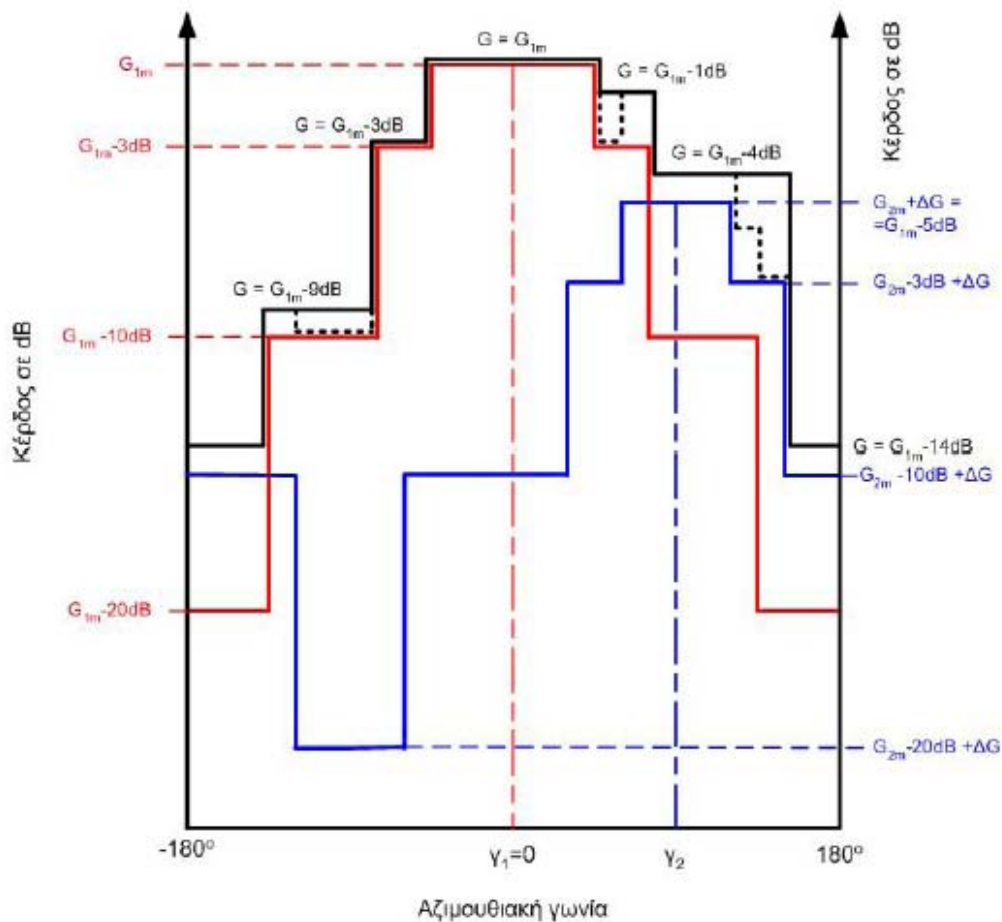 G = G₁ₘ
G₁ₘ
G = G₁ₘ-1dB
Κέρδος σε dB
G = G₁ₘ-3dB
G₁ₘ-3dB
G = G₁ₘ-4dB
G₂ₘ+ΔG =
=G₁ₘ-5dB
G₂ₘ-3dB +ΔG
G = G₁ₘ-9dB
G₁ₘ-10dB
Κέρδος σε dB
G = G₁ₘ-14dB
G₂ₘ -10dB +ΔG
G₁ₘ-20dB
G₂ₘ-20dB +ΔG
-180° γ₁=0 γ₂ 180°
Αζιμουθιακή γωνία